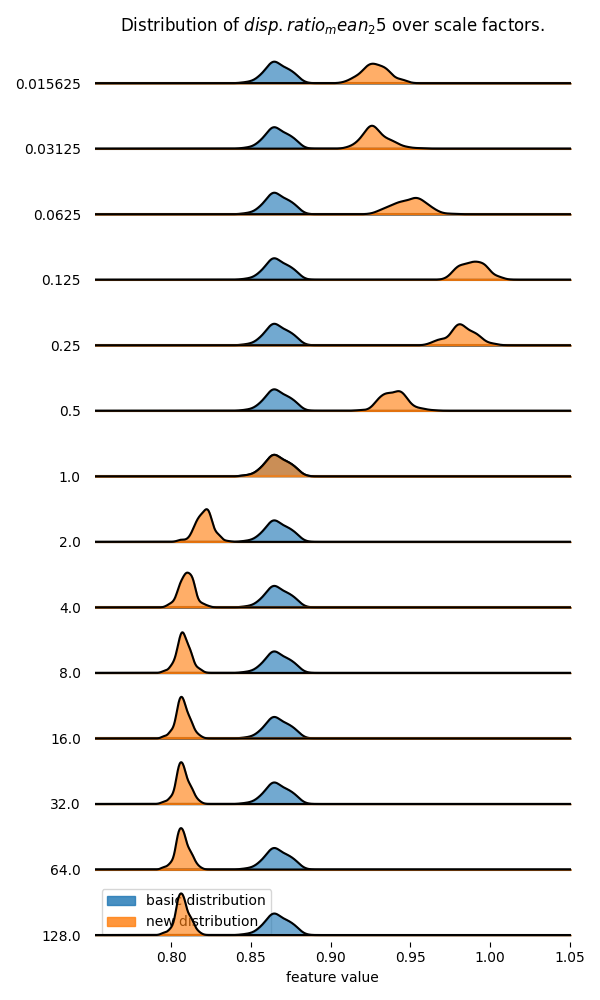 Distribution of disp.ratio_mean_25 over scale factors.
0.015625
0.03125
0.0625
0.125
0.25
0.5
1.0
2.0
4.0
8.0
16.0
32.0
64.0
128.0
basic distribution
new distribution
0.80 0.85 0.90 0.95 1.00 1.05
feature value